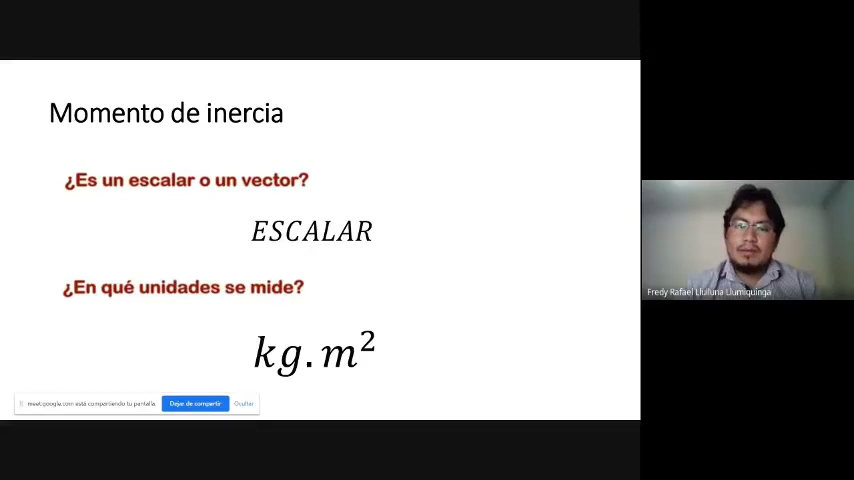 Momento de inercia
¿Es un escalar o un vector?
ESCALAR
¿En qué unidades se mide?
kg.m²
meet.google.com está compartiendo tu pantalla.
Dejar de compartir
Ocultar
Fredy Rafael Llulluna Llumiquinga